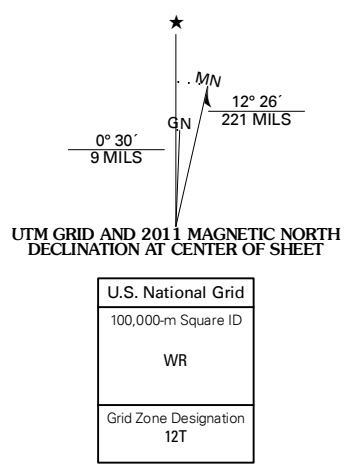 ★
MN
12° 26´
221 MILS
GN
0° 30´
9 MILS
UTM GRID AND 2011 MAGNETIC NORTH
DECLINATION AT CENTER OF SHEET
U.S. National Grid
100,000-m Square ID
WR
Grid Zone Designation
12T